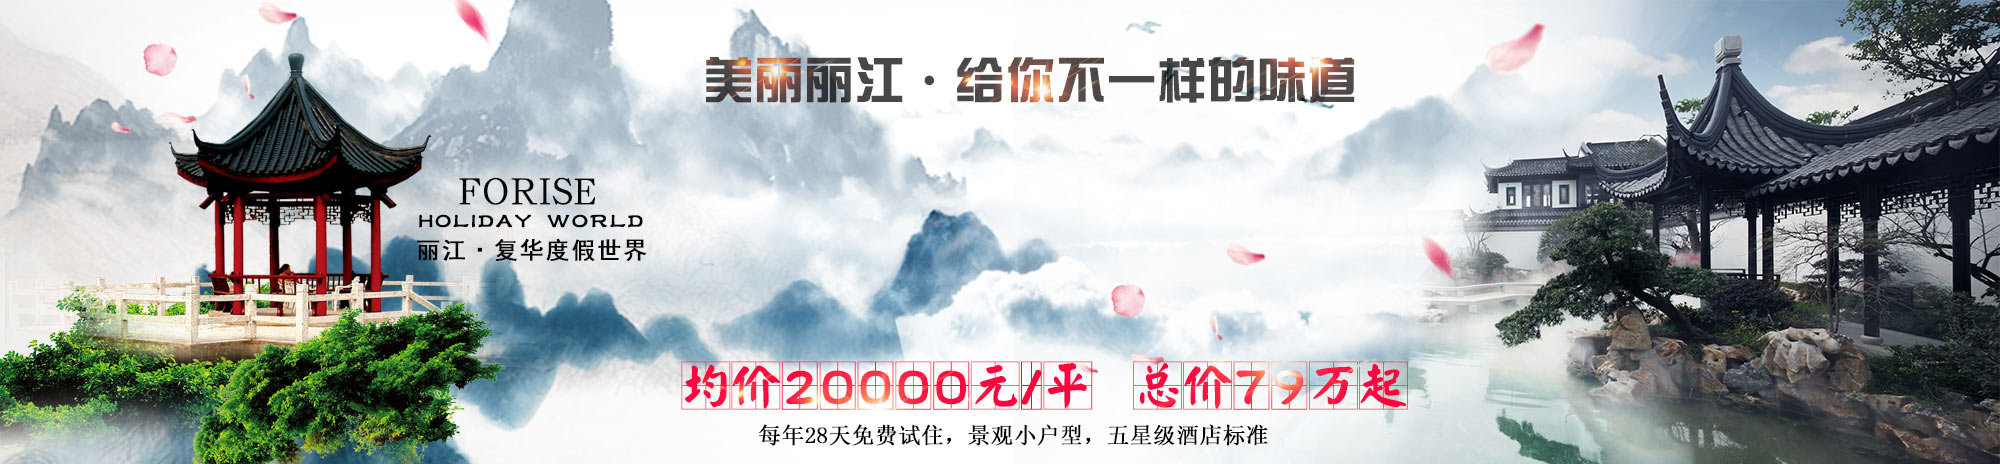 美丽丽江·给你不一样的味道
FORISE
HOLIDAY WORLD
丽江·复华度假世界
均价20000元/平 总价79万起
每年28天免费试住，景观小户型，五星级酒店标准